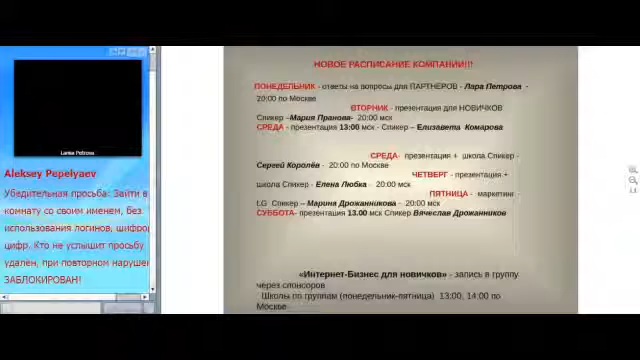 Larisa Petrova
Aleksey Pepelyaev
Убедительная просьба: Зайти в
комнату со своим именем, без
использования логинов, шифров
цифр. Кто не услышит просьбу
удален, при повторном нарушен
ЗАБЛОКИРОВАН!
НОВОЕ РАСПИСАНИЕ КОМПАНИИ!!!
ПОНЕДЕЛЬНИК - ответы на вопросы для ПАРТНЕРОВ - Лара Петрова -
20:00 по Москве
ВТОРНИК - презентация для НОВИЧКОВ
Спикер –Мария Пранова- 20:00 мск
СРЕДА - презентация 13:00 мск - Спикер – Елизавета Комарова
СРЕДА- презентация + школа Спикер -
Сергей Королёв - 20:00 по Москве
ЧЕТВЕРГ - презентация +
школа Спикер - Елена Любка - 20:00 мск
ПЯТНИЦА - маркетинг
LG Спикер – Марина Дрожанникова - 20:00 мск
СУББОТА- презентация 13.00 мск Спикер Вячеслав Дрожанников
«Интернет-Бизнес для новичков» - запись в группу
через спонсоров
Школы по группам (понедельник-пятница) 13:00, 14:00 по
Москве